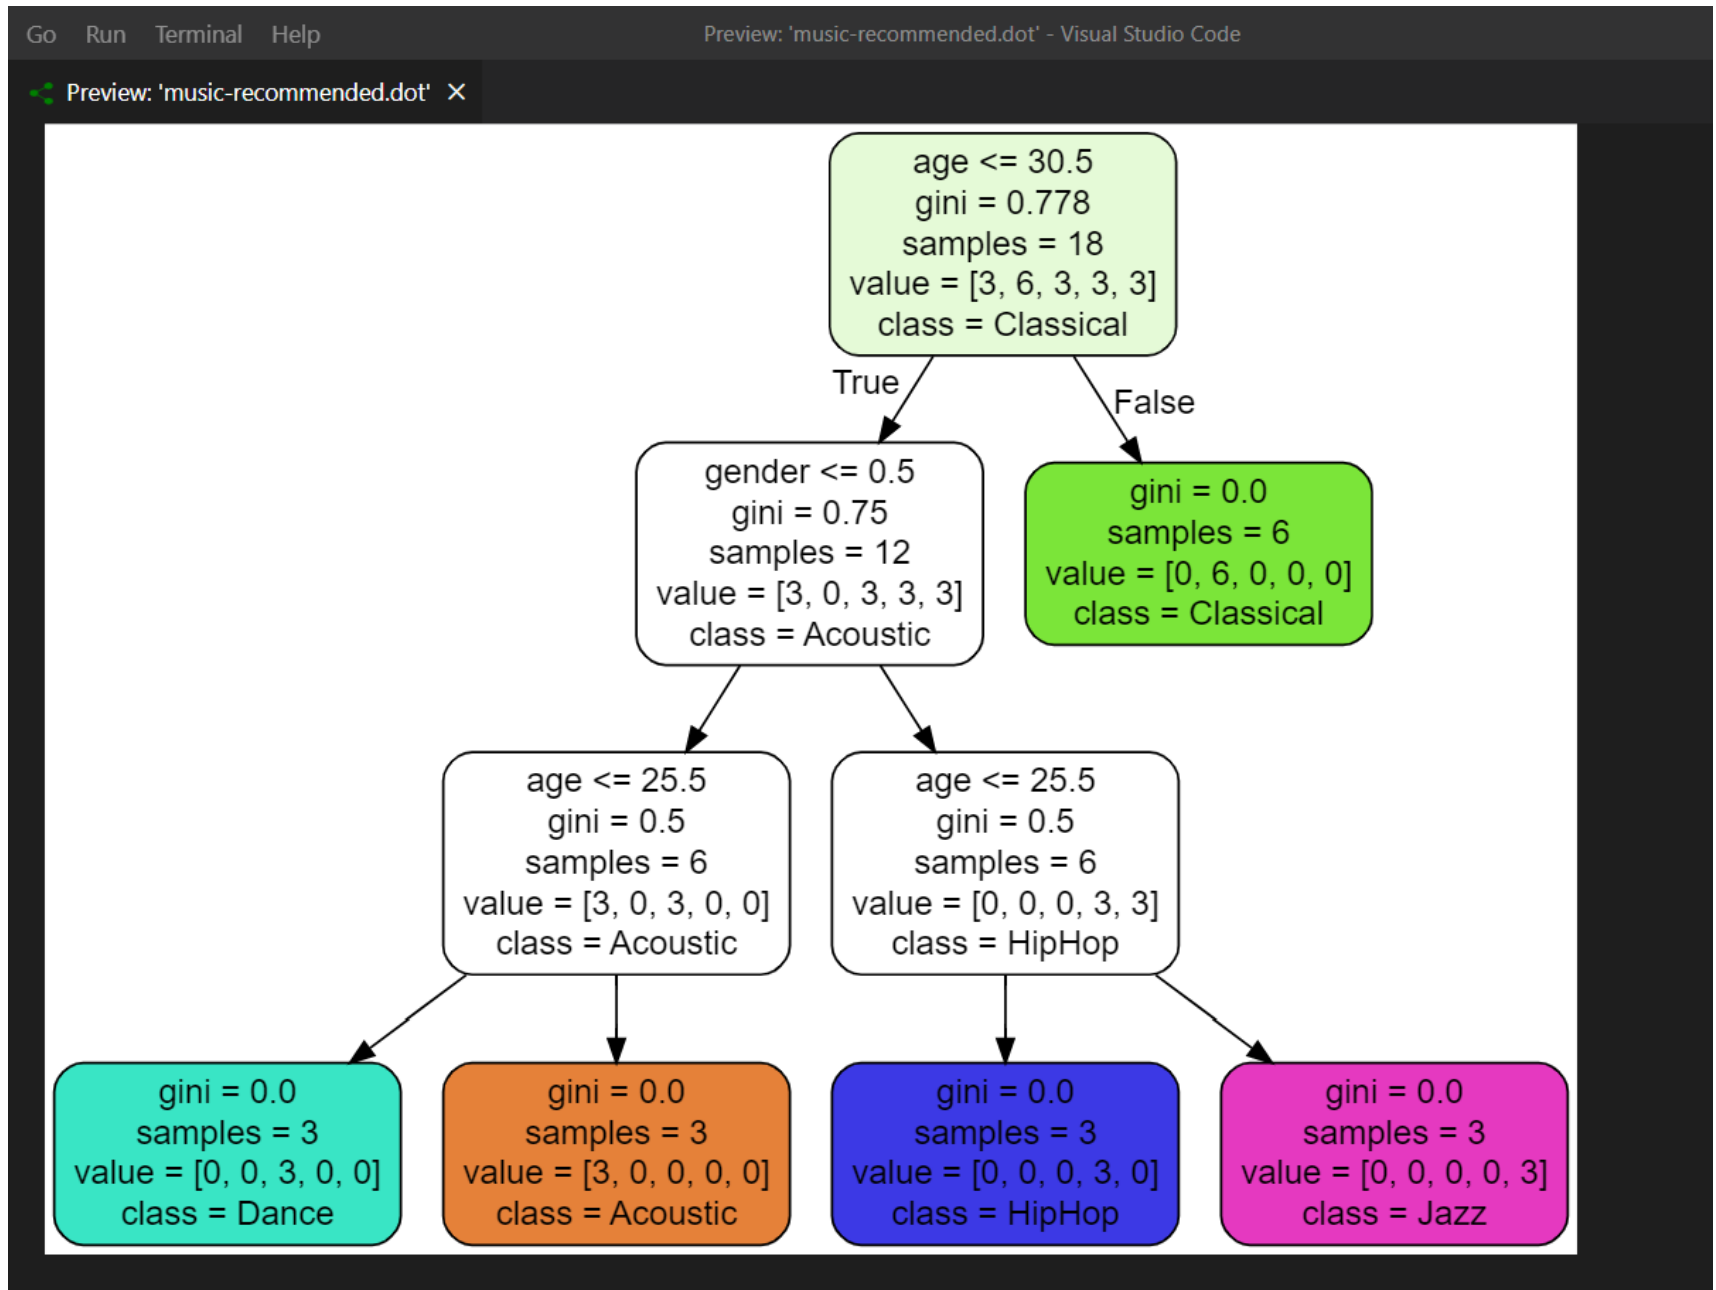 Go Run Terminal Help Preview: 'music-recommended.dot' - Visual Studio Code
Preview: 'music-recommended.dot' ×
age <= 30.5
gini = 0.778
samples = 18
value = [3, 6, 3, 3, 3]
class = Classical
True
False
gender <= 0.5
gini = 0.75
samples = 12
value = [3, 0, 3, 3, 3]
class = Acoustic
gini = 0.0
samples = 6
value = [0, 6, 0, 0, 0]
class = Classical
age <= 25.5
gini = 0.5
samples = 6
value = [3, 0, 3, 0, 0]
class = Acoustic
age <= 25.5
gini = 0.5
samples = 6
value = [0, 0, 0, 3, 3]
class = HipHop
gini = 0.0
samples = 3
value = [0, 0, 3, 0, 0]
class = Dance
gini = 0.0
samples = 3
value = [3, 0, 0, 0, 0]
class = Acoustic
gini = 0.0
samples = 3
value = [0, 0, 0, 3, 0]
class = HipHop
gini = 0.0
samples = 3
value = [0, 0, 0, 0, 3]
class = Jazz